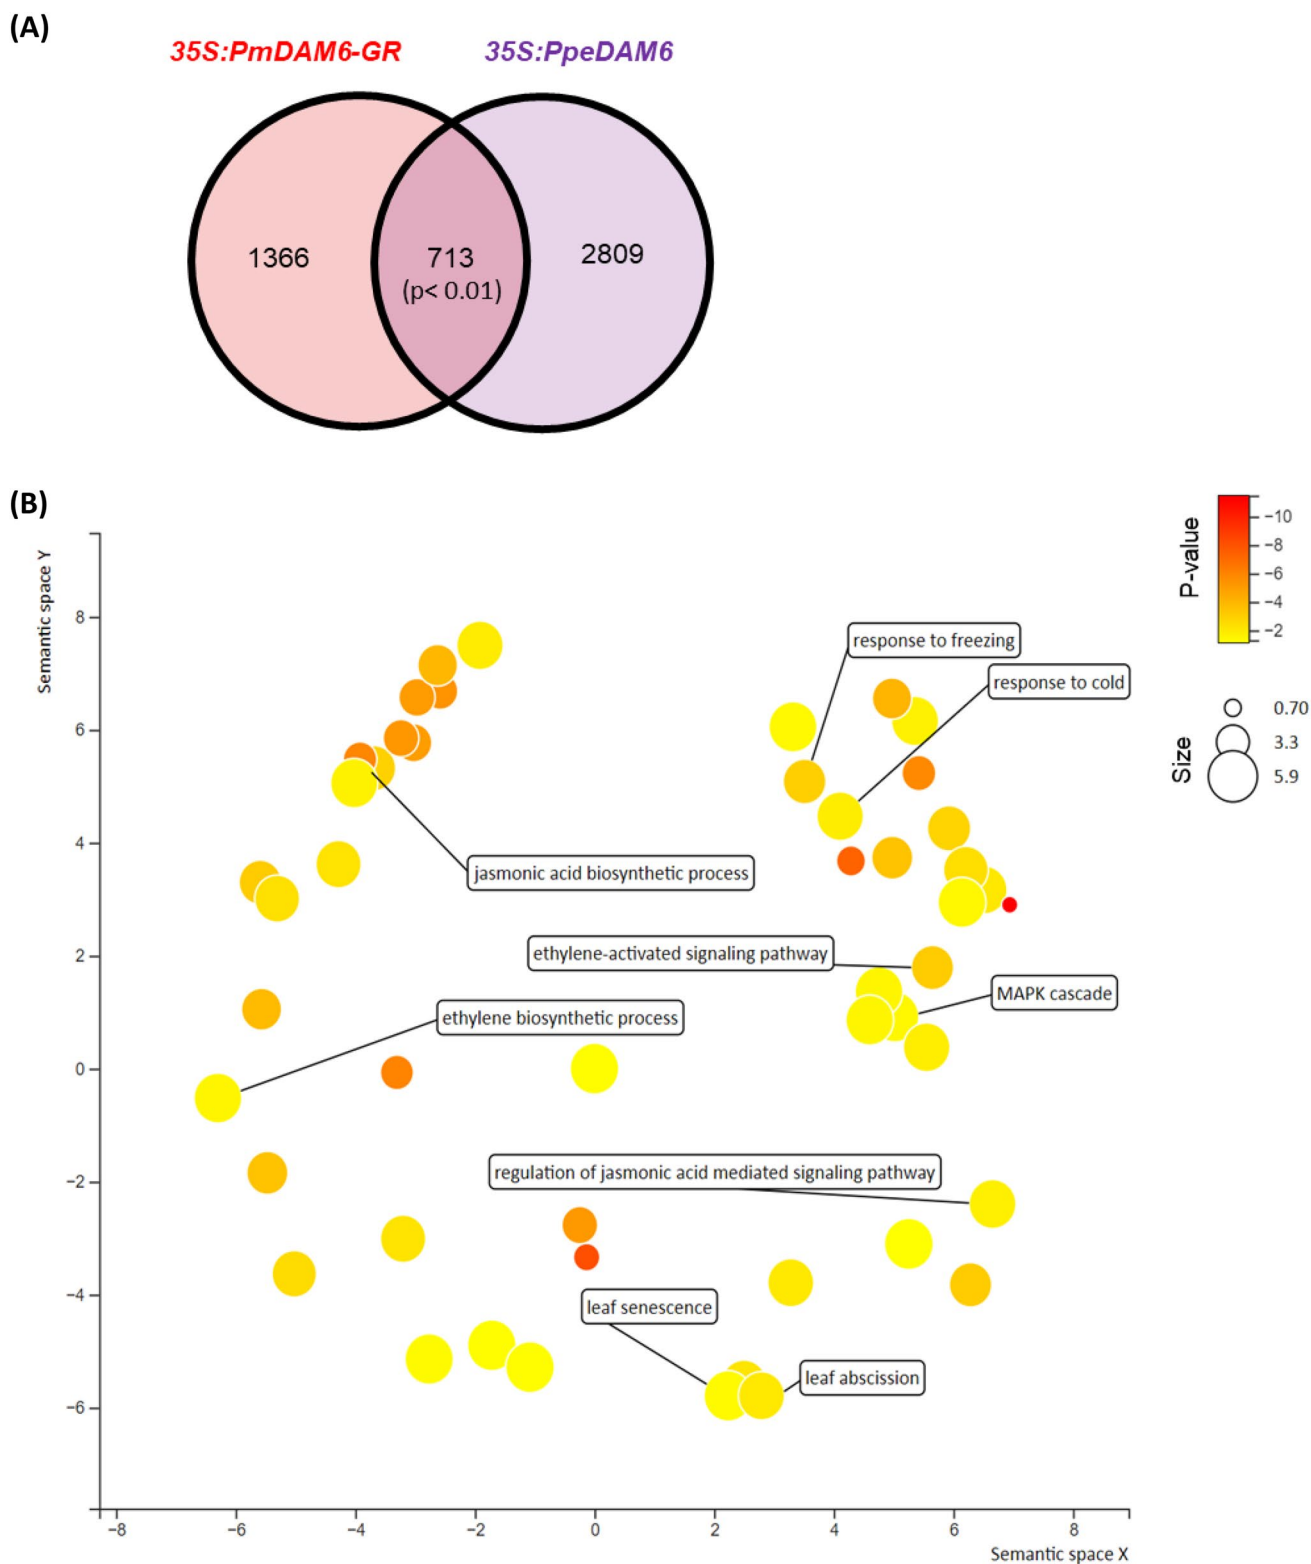 (A)
35S:PmDAM6-GR
35S:PpeDAM6
1366
713
(p< 0.01)
2809
(B)
Semantic space Y
8
6
4
2
0
−2
−4
−6
response to freezing
response to cold
jasmonic acid biosynthetic process
ethylene-activated signaling pathway
MAPK cascade
ethylene biosynthetic process
regulation of jasmonic acid mediated signaling pathway
leaf senescence
leaf abscission
−8
−6
−4
−2
0
2
4
6
8
Semantic space X
P-value
−10
−8
−6
−4
−2
Size
0.70
3.3
5.9